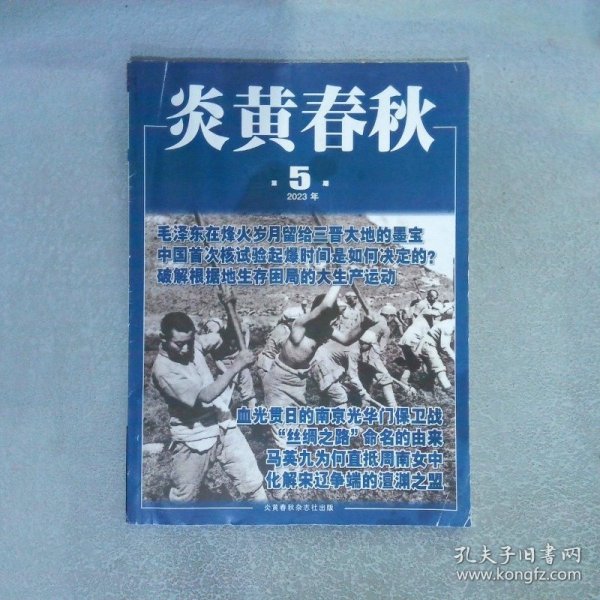 炎黄春秋
第5期
2023年
毛泽东在烽火岁月留给三晋大地的墨宝
中国首次核试验起爆时间是如何决定的?
破解根据地生存困局的大生产运动
血光贯日的南京光华门保卫战
“丝绸之路”命名的由来
马英九为何直抵周南女中
化解宋辽争端的澶渊之盟
炎黄春秋杂志社出版
孔夫子旧书网
www.kongfz.com